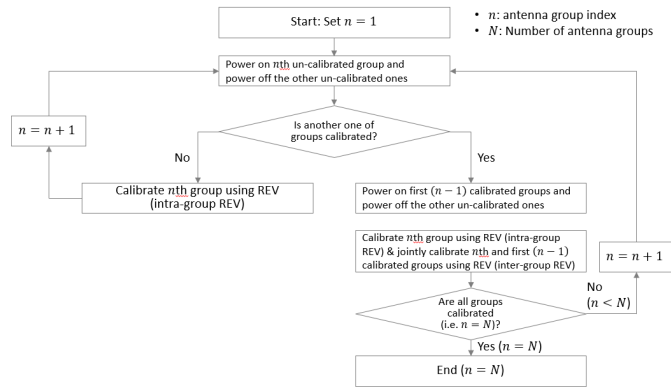 Start: Set n = 1
• n: antenna group index
• N: Number of antenna groups
Power on nth un-calibrated group and
power off the other un-calibrated ones
n = n + 1
Is another one of
groups calibrated?
No
Yes
Calibrate nth group using REV
(intra-group REV)
Power on first (n − 1) calibrated groups and
power off the other un-calibrated ones
Calibrate nth group using REV (intra-group
REV) & jointly calibrate nth and first (n − 1)
calibrated groups using REV (inter-group REV)
n = n + 1
Are all groups
calibrated
(i.e. n = N)?
No
(n < N)
Yes (n = N)
End (n = N)